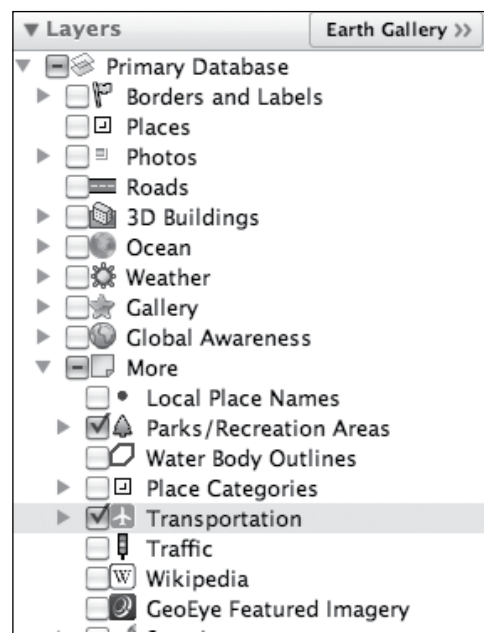 Layers Earth Gallery >>
Primary Database
Borders and Labels
Places
Photos
Roads
3D Buildings
Ocean
Weather
Gallery
Global Awareness
More
Local Place Names
Parks/Recreation Areas
Water Body Outlines
Place Categories
Transportation
Traffic
W Wikipedia
GeoEye Featured Imagery